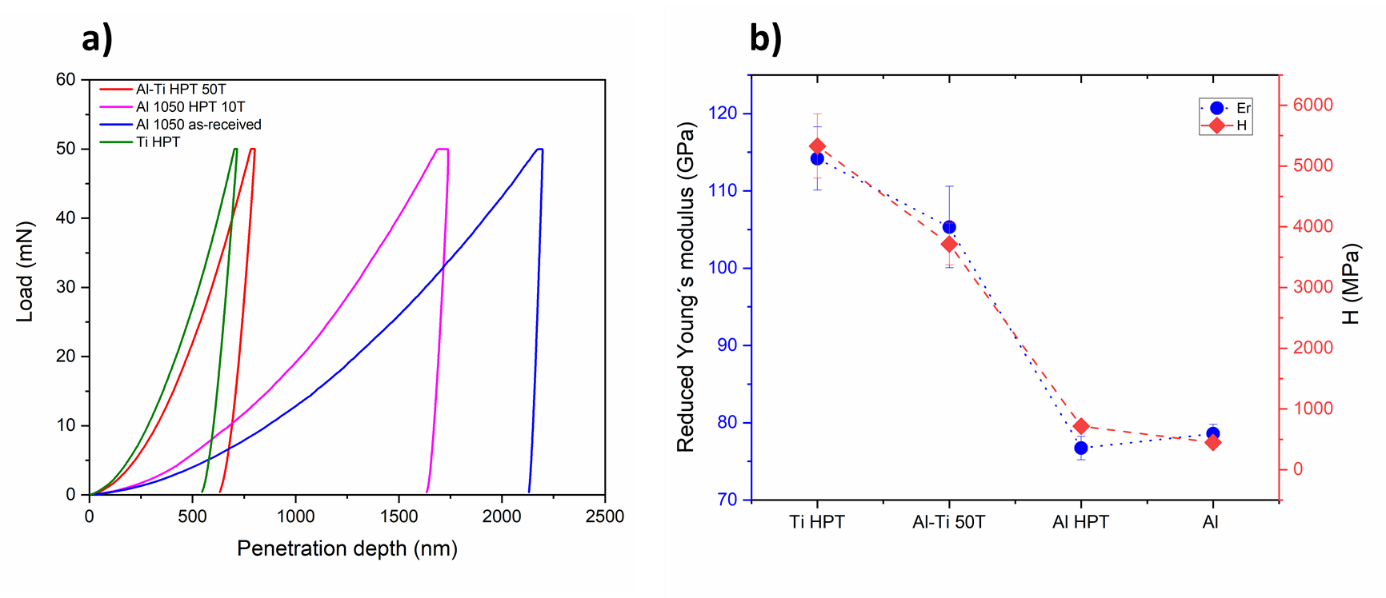 a)
60
50
40
30
20
10
0
Load (mN)
Al-Ti HPT 50T
Al 1050 HPT 10T
Al 1050 as-received
Ti HPT
0 500 1000 1500 2000 2500
Penetration depth (nm)
b)
120
110
100
90
80
70
Reduced Young´s modulus (GPa)
Er
H
6000
5000
4000
3000
2000
1000
0
H (MPa)
Ti HPT Al-Ti 50T Al HPT Al